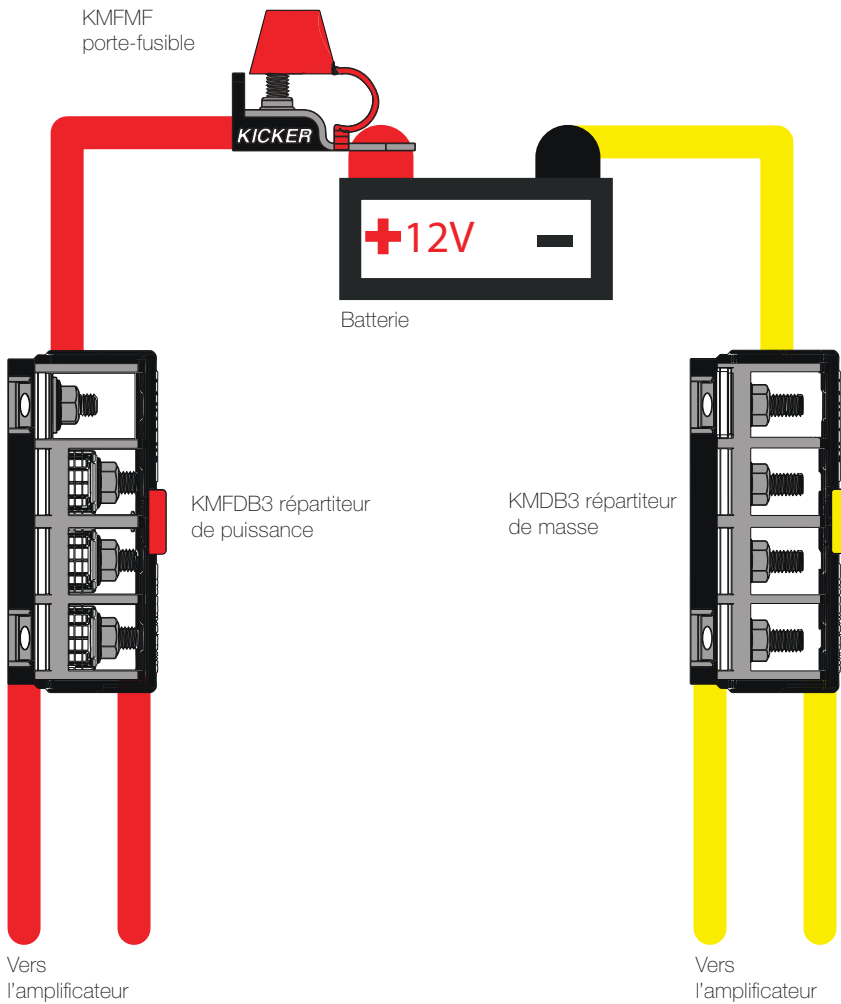 KMFMF
porte-fusible
KICKER
+12V –
Batterie
KMFDB3 répartiteur
de puissance
KMDB3 répartiteur
de masse
Vers
l’amplificateur
Vers
l’amplificateur